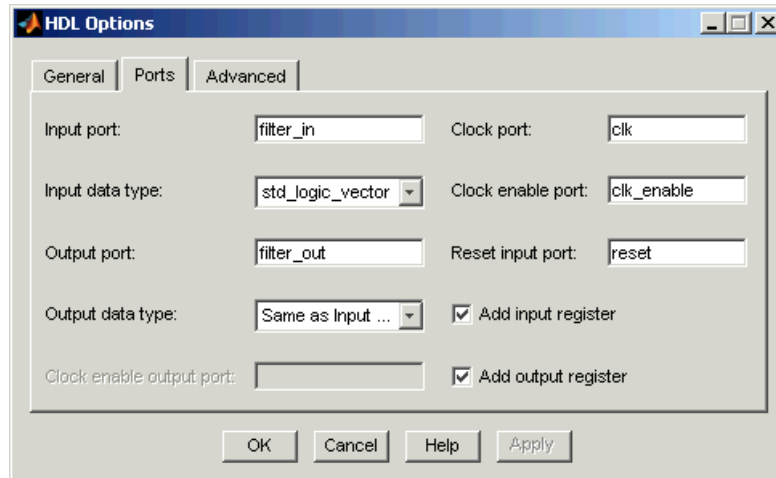 HDL Options
General Ports Advanced
Input port: filter_in Clock port: clk
Input data type: std_logic_vector Clock enable port: clk_enable
Output port: filter_out Reset input port: reset
Output data type: Same as Input ... Add input register
Clock enable output port: Add output register
OK Cancel Help Apply